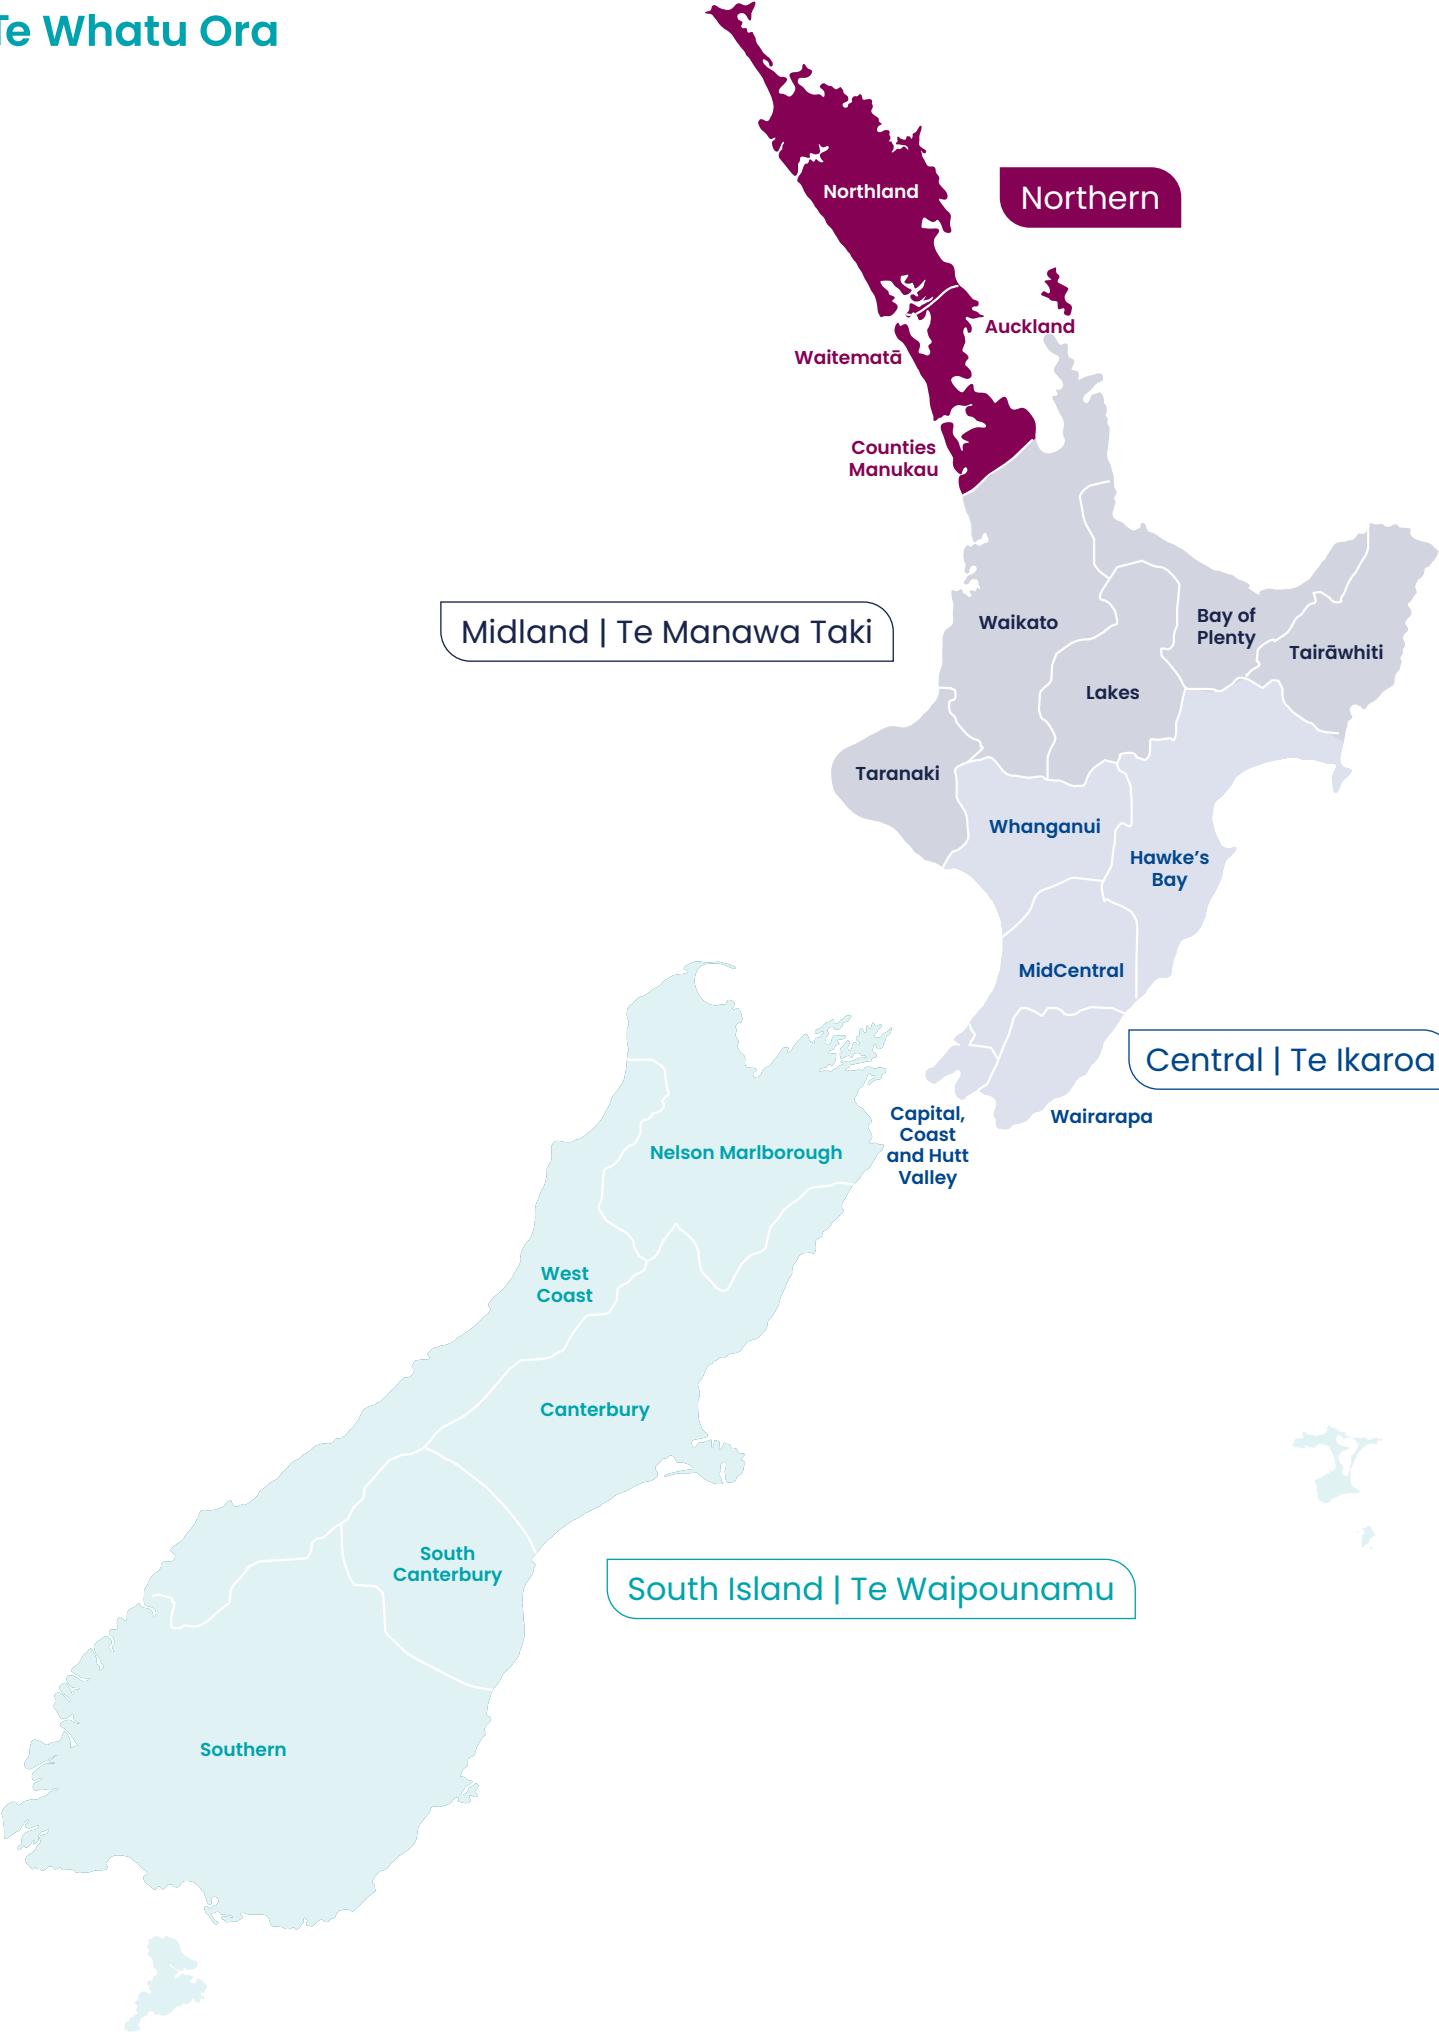 Te Whatu Ora
Northland
Northern
Auckland
Waitematā
Counties
Manukau
Midland | Te Manawa Taki
Waikato
Bay of
Plenty
Tairāwhiti
Lakes
Taranaki
Whanganui
Hawke’s
Bay
MidCentral
Central | Te Ikaroa
Capital,
Coast
and Hutt
Valley
Wairarapa
Nelson Marlborough
West
Coast
Canterbury
South
Canterbury
South Island | Te Waipounamu
Southern